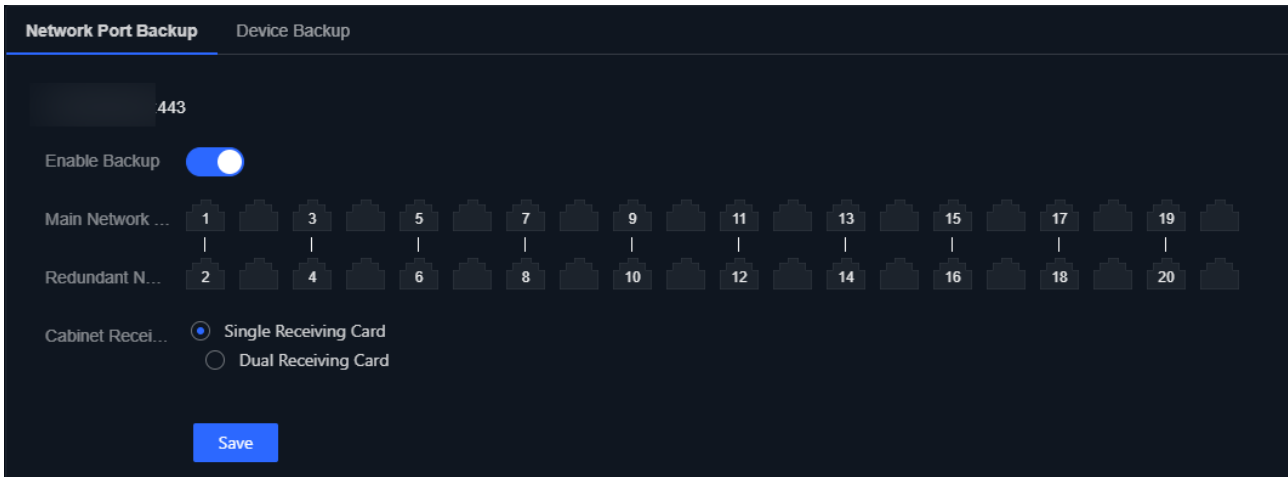 Network Port Backup Device Backup
443
Enable Backup
Main Network ... 1 3 5 7 9 11 13 15 17 19
Redundant N... 2 4 6 8 10 12 14 16 18 20
Cabinet Recei... Single Receiving Card
Dual Receiving Card
Save